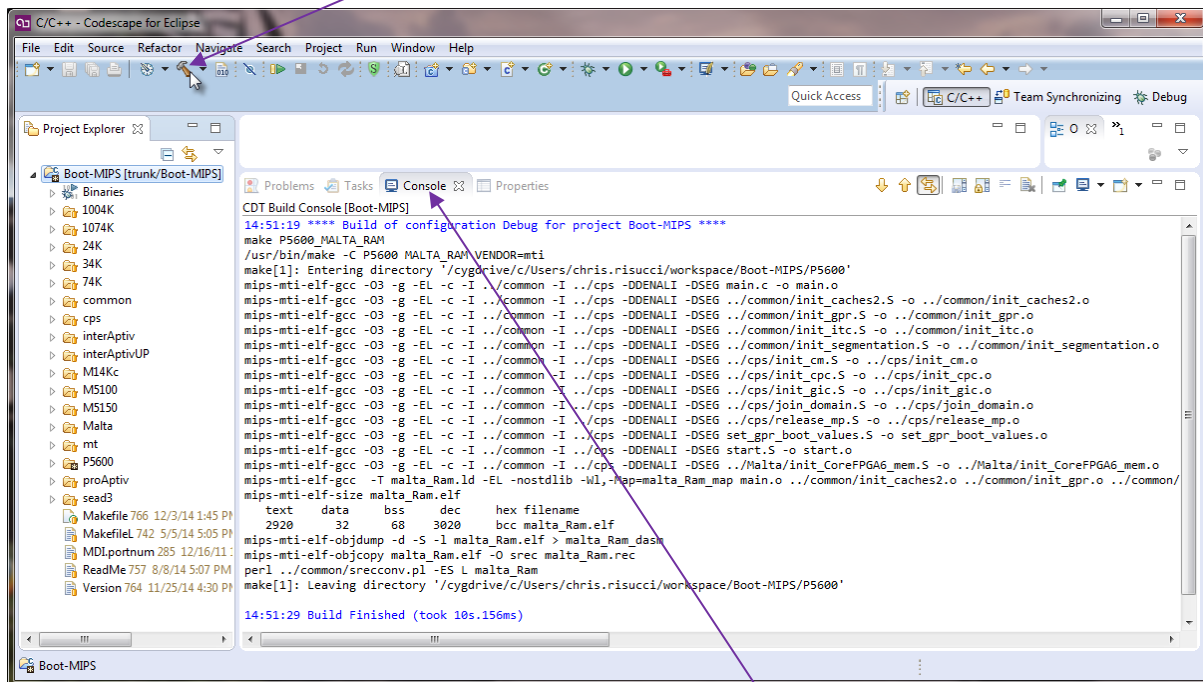 C/C++ - Codescape for Eclipse
File Edit Source Refactor Navigate Search Project Run Window Help
010
Quick Access
C/C++
Team Synchronizing
Debug
Project Explorer
O
»1
Boot-MIPS [trunk/Boot-MIPS]
Binaries
1004K
1074K
24K
34K
74K
common
cps
interAptiv
interAptivUP
M14Kc
M5100
M5150
Malta
mt
P5600
proAptiv
sead3
Makefile 766 12/3/14 1:45 PM
MakefileL 742 5/5/14 5:05 PM
MDI.portnum 285 12/16/11 1:
ReadMe 757 8/8/14 5:07 PM
Version 764 11/25/14 4:30 PM
Problems Tasks Console Properties
CDT Build Console [Boot-MIPS]
14:51:19 **** Build of configuration Debug for project Boot-MIPS ****
make P5600_MALTA_RAM
/usr/bin/make -C P5600 MALTA_RAM VENDOR=mti
make[1]: Entering directory '/cygdrive/c/Users/chris.risucci/workspace/Boot-MIPS/P5600'
mips-mti-elf-gcc -O3 -g -EL -c -I ../common -I ../cps -DDENALI -DSEG main.c -o main.o
mips-mti-elf-gcc -O3 -g -EL -c -I ../common -I ../cps -DDENALI -DSEG ../common/init_caches2.S -o ../common/init_caches2.o
mips-mti-elf-gcc -O3 -g -EL -c -I ../common -I ../cps -DDENALI -DSEG ../common/init_gpr.S -o ../common/init_gpr.o
mips-mti-elf-gcc -O3 -g -EL -c -I ../common -I ../cps -DDENALI -DSEG ../common/init_itc.S -o ../common/init_itc.o
mips-mti-elf-gcc -O3 -g -EL -c -I ../common -I ../cps -DDENALI -DSEG ../common/init_segmentation.S -o ../common/init_segmentation.o
mips-mti-elf-gcc -O3 -g -EL -c -I ../common -I ../cps -DDENALI -DSEG ../cps/init_cm.S -o ../cps/init_cm.o
mips-mti-elf-gcc -O3 -g -EL -c -I ../common -I ../cps -DDENALI -DSEG ../cps/init_cpc.S -o ../cps/init_cpc.o
mips-mti-elf-gcc -O3 -g -EL -c -I ../common -I ../cps -DDENALI -DSEG ../cps/init_gic.S -o ../cps/init_gic.o
mips-mti-elf-gcc -O3 -g -EL -c -I ../common -I ../cps -DDENALI -DSEG ../cps/join_domain.S -o ../cps/join_domain.o
mips-mti-elf-gcc -O3 -g -EL -c -I ../common -I ../cps -DDENALI -DSEG ../cps/release_mp.S -o ../cps/release_mp.o
mips-mti-elf-gcc -O3 -g -EL -c -I ../common -I ../cps -DDENALI -DSEG set_gpr_boot_values.S -o set_gpr_boot_values.o
mips-mti-elf-gcc -O3 -g -EL -c -I ../common -I ../cps -DDENALI -DSEG start.S -o start.o
mips-mti-elf-gcc -O3 -g -EL -c -I ../common -I ../cps -DDENALI -DSEG ../Malta/init_CoreFPGA6_mem.S -o ../Malta/init_CoreFPGA6_mem.o
mips-mti-elf-gcc -T malta_Ram.ld -EL -nostdlib -Wl,-Map=malta_Ram_map main.o ../common/init_caches2.o ../common/init_gpr.o ../common/
mips-mti-elf-size malta_Ram.elf
text data bss dec hex filename
2920 32 68 3020 bcc malta_Ram.elf
mips-mti-elf-objdump -d -S -l malta_Ram.elf > malta_Ram_dasm
mips-mti-elf-objcopy malta_Ram.elf -O srec malta_Ram.rec
perl ../common/srecconv.pl -ES L malta_Ram
make[1]: Leaving directory '/cygdrive/c/Users/chris.risucci/workspace/Boot-MIPS/P5600'
14:51:29 Build Finished (took 10s.156ms)
Boot-MIPS